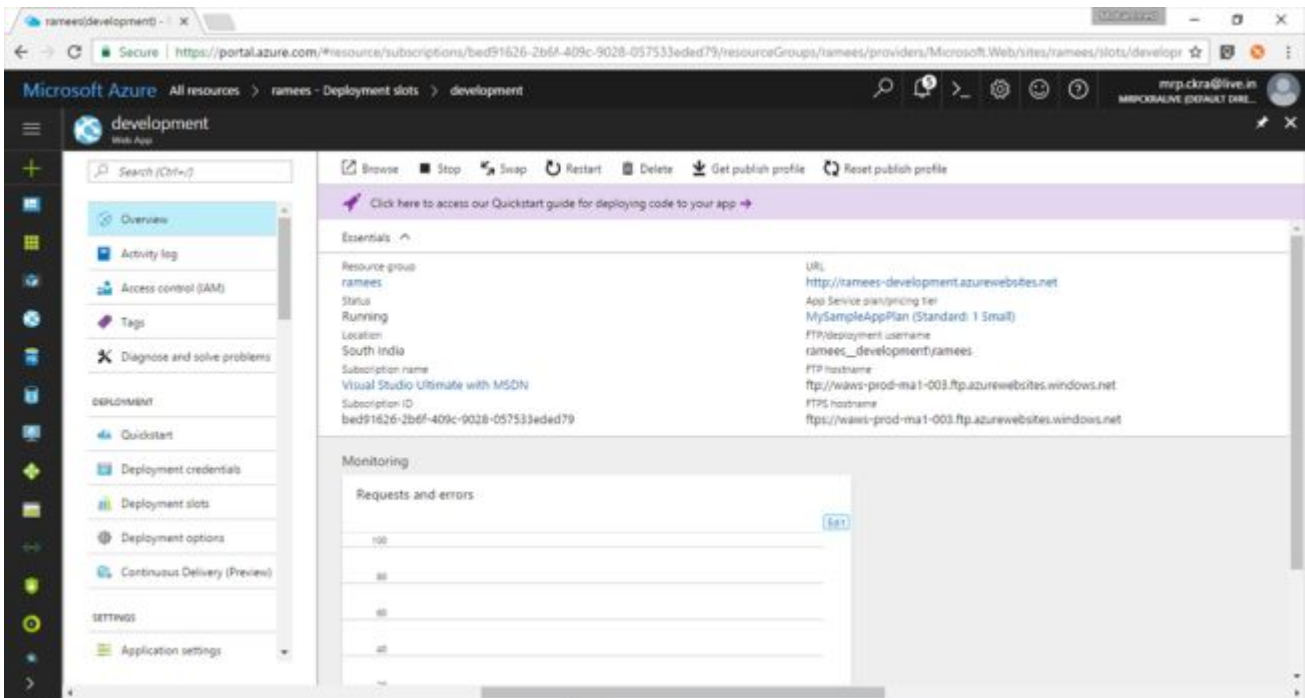 ramees(development) -
Mohammed
Secure | https://portal.azure.com/#resource/subscriptions/bed91626-2b6f-409c-9028-057533eded79/resourceGroups/ramees/providers/Microsoft.Web/sites/ramees/slots/developr
Microsoft Azure All resources > ramees - Deployment slots > development
5
mrp.ckra@live.in
MRPCKRALIVE (DEFAULT DIRE...
development
Web App
Search (Ctrl+/)
Browse Stop Swap Restart Delete Get publish profile Reset publish profile
Click here to access our Quickstart guide for deploying code to your app →
Overview
Activity log
Access control (IAM)
Tags
Diagnose and solve problems
DEPLOYMENT
Quickstart
Deployment credentials
Deployment slots
Deployment options
Continuous Delivery (Preview)
SETTINGS
Application settings
Essentials
Resource group
ramees
Status
Running
Location
South India
Subscription name
Visual Studio Ultimate with MSDN
Subscription ID
bed91626-2b6f-409c-9028-057533eded79
URL
http://ramees-development.azurewebsites.net
App Service plan/pricing tier
MySampleAppPlan (Standard: 1 Small)
FTP/deployment username
ramees__development\ramees
FTP hostname
ftp://waws-prod-ma1-003.ftp.azurewebsites.windows.net
FTPS hostname
ftps://waws-prod-ma1-003.ftp.azurewebsites.windows.net
Monitoring
Requests and errors
Edit
100
80
60
40